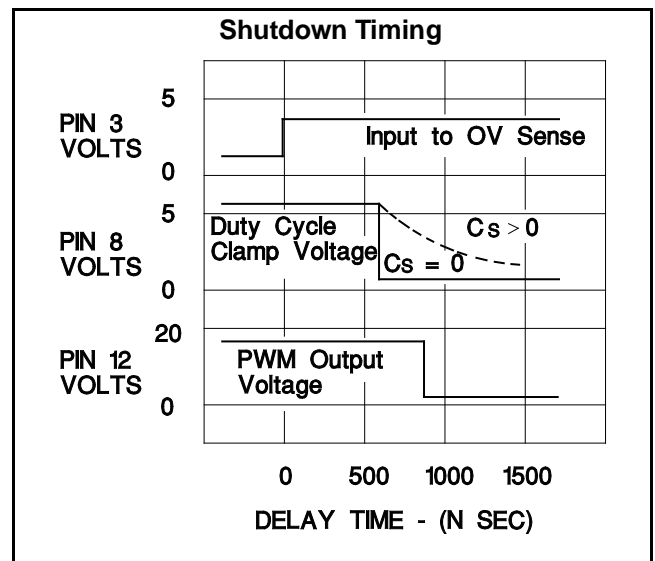 Shutdown Timing
5
PIN 3
VOLTS
0
Input to OV Sense
5
PIN 8
VOLTS
0
Duty Cycle
Clamp Voltage
Cs > 0
Cs = 0
20
PIN 12
VOLTS
0
PWM Output
Voltage
0 500 1000 1500
DELAY TIME - (N SEC)